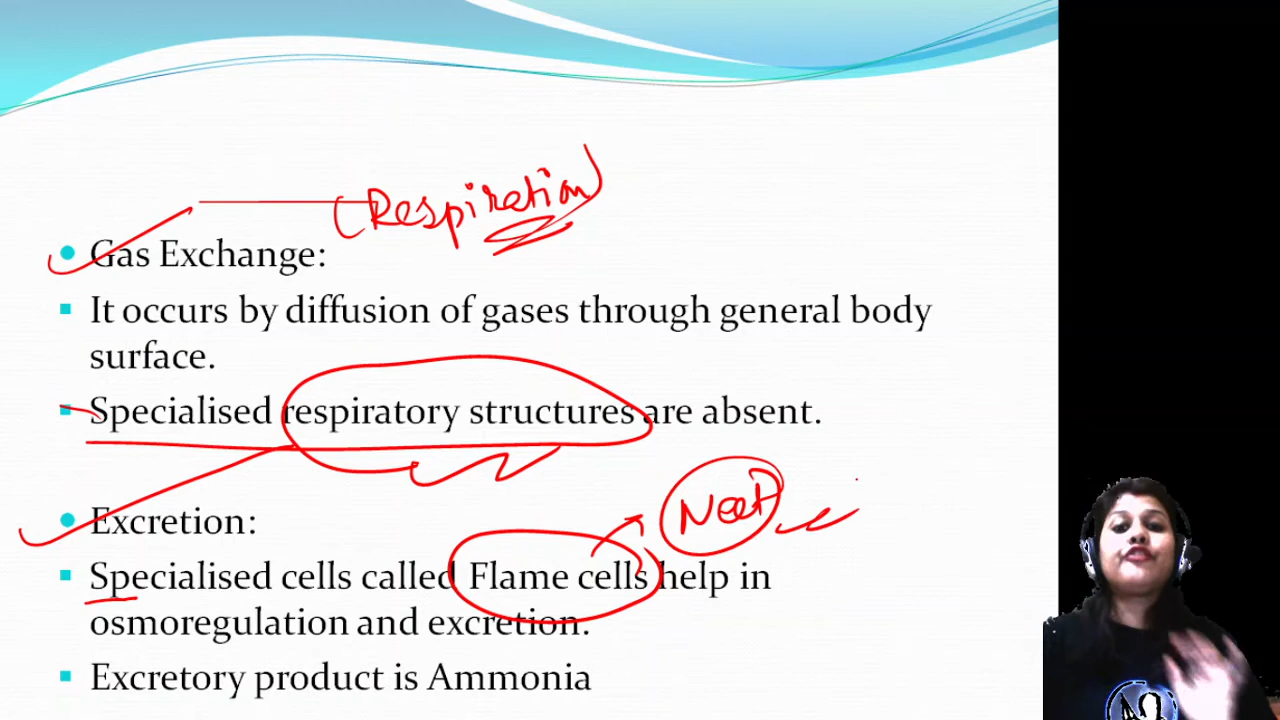 (Respiration)
Gas Exchange:
It occurs by diffusion of gases through general body
surface.
Specialised respiratory structures are absent.
Neet
Excretion:
Specialised cells called Flame cells help in
osmoregulation and excretion.
Excretory product is Ammonia